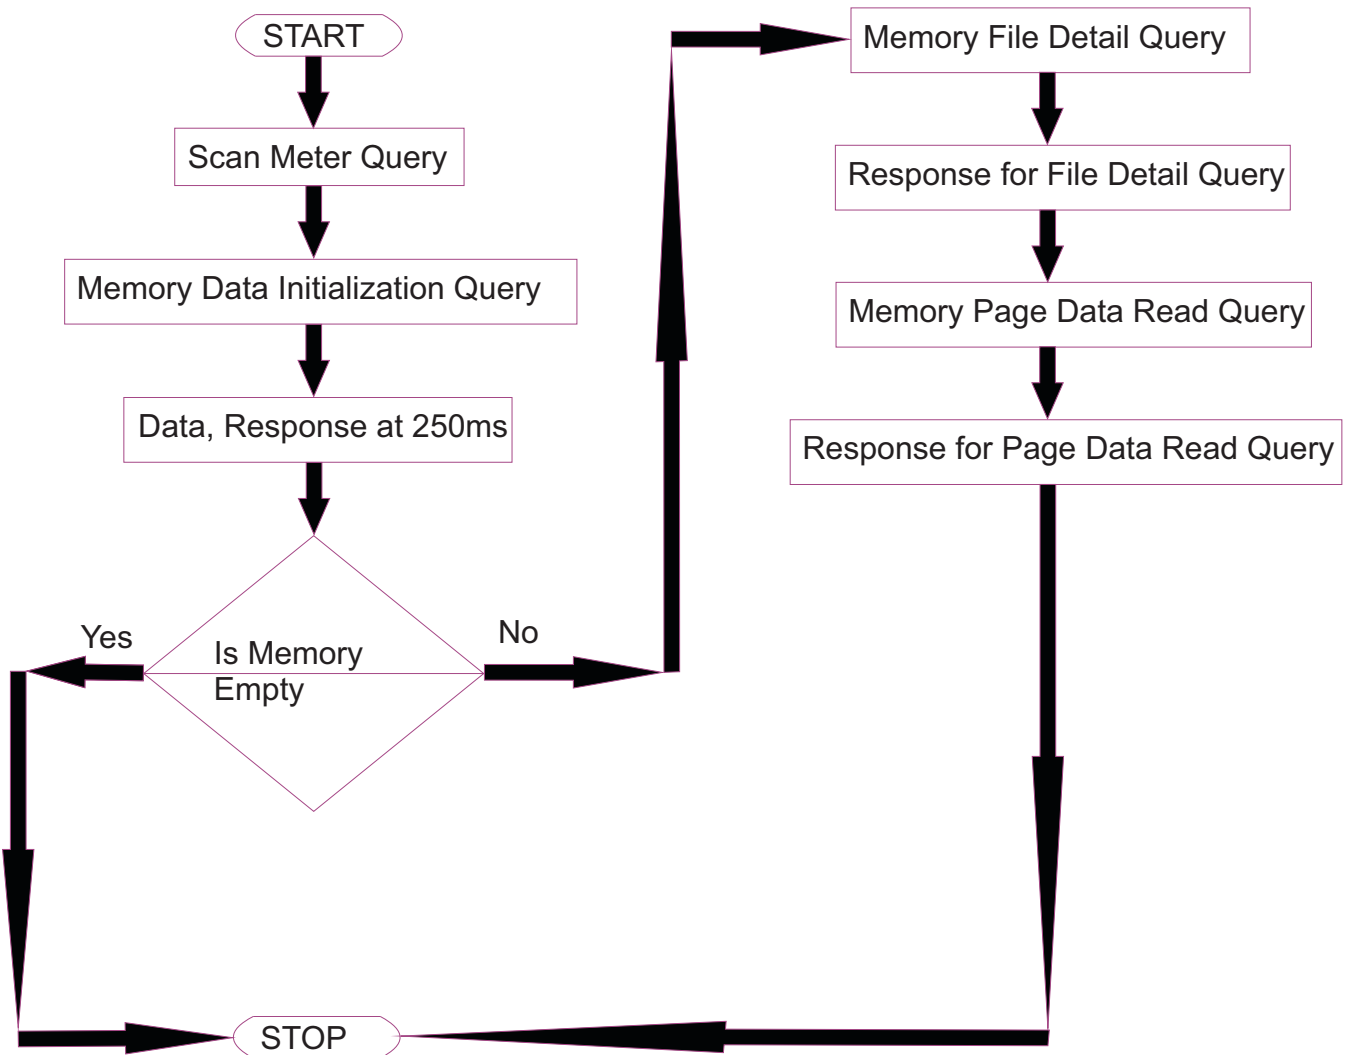 START
Scan Meter Query
Memory Data Initialization Query
Data, Response at 250ms
Is Memory
Empty
Yes
No
Memory File Detail Query
Response for File Detail Query
Memory Page Data Read Query
Response for Page Data Read Query
STOP